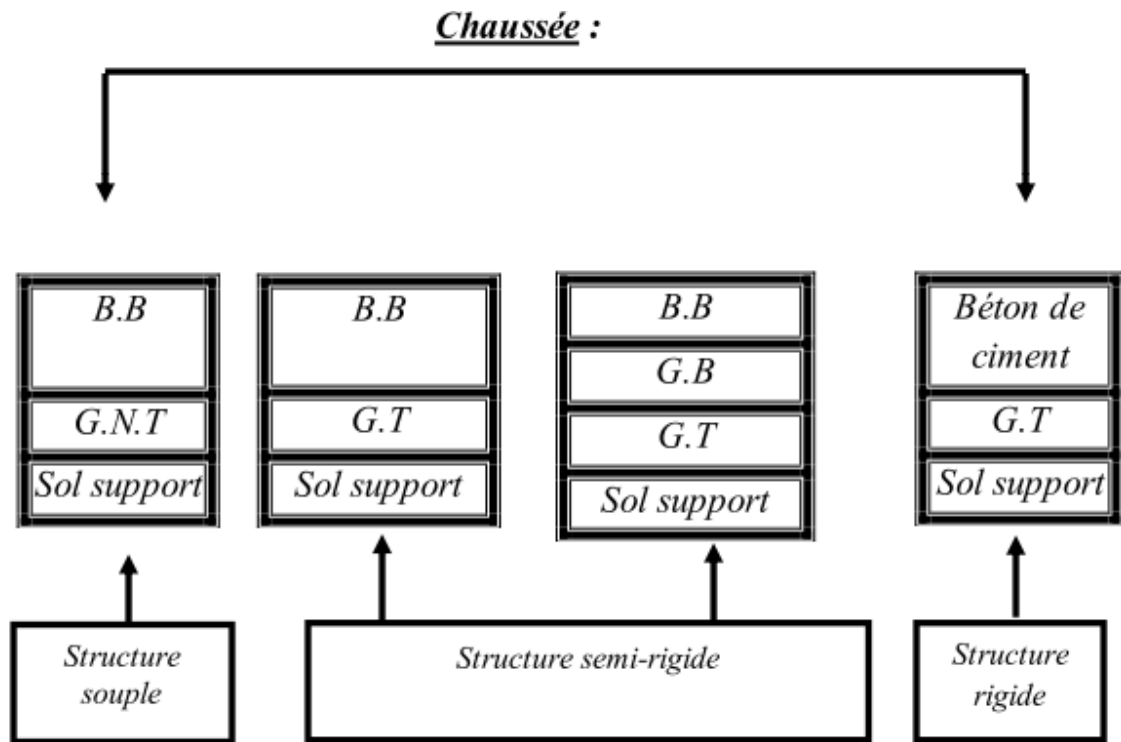 Chaussée :
B.B
G.N.T
Sol support
B.B
G.T
Sol support
B.B
G.B
G.T
Sol support
Béton de
ciment
G.T
Sol support
Structure
souple
Structure semi-rigide
Structure
rigide